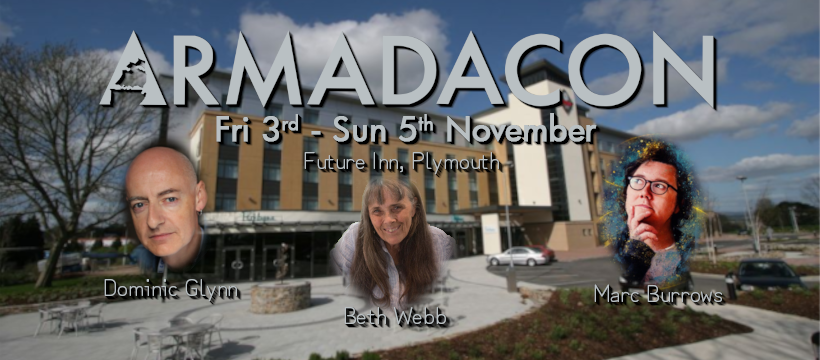 ARMADACON
Fri 3rd - Sun 5th November
Future Inn, Plymouth
Dominic Glynn
Beth Webb
Marc Burrows